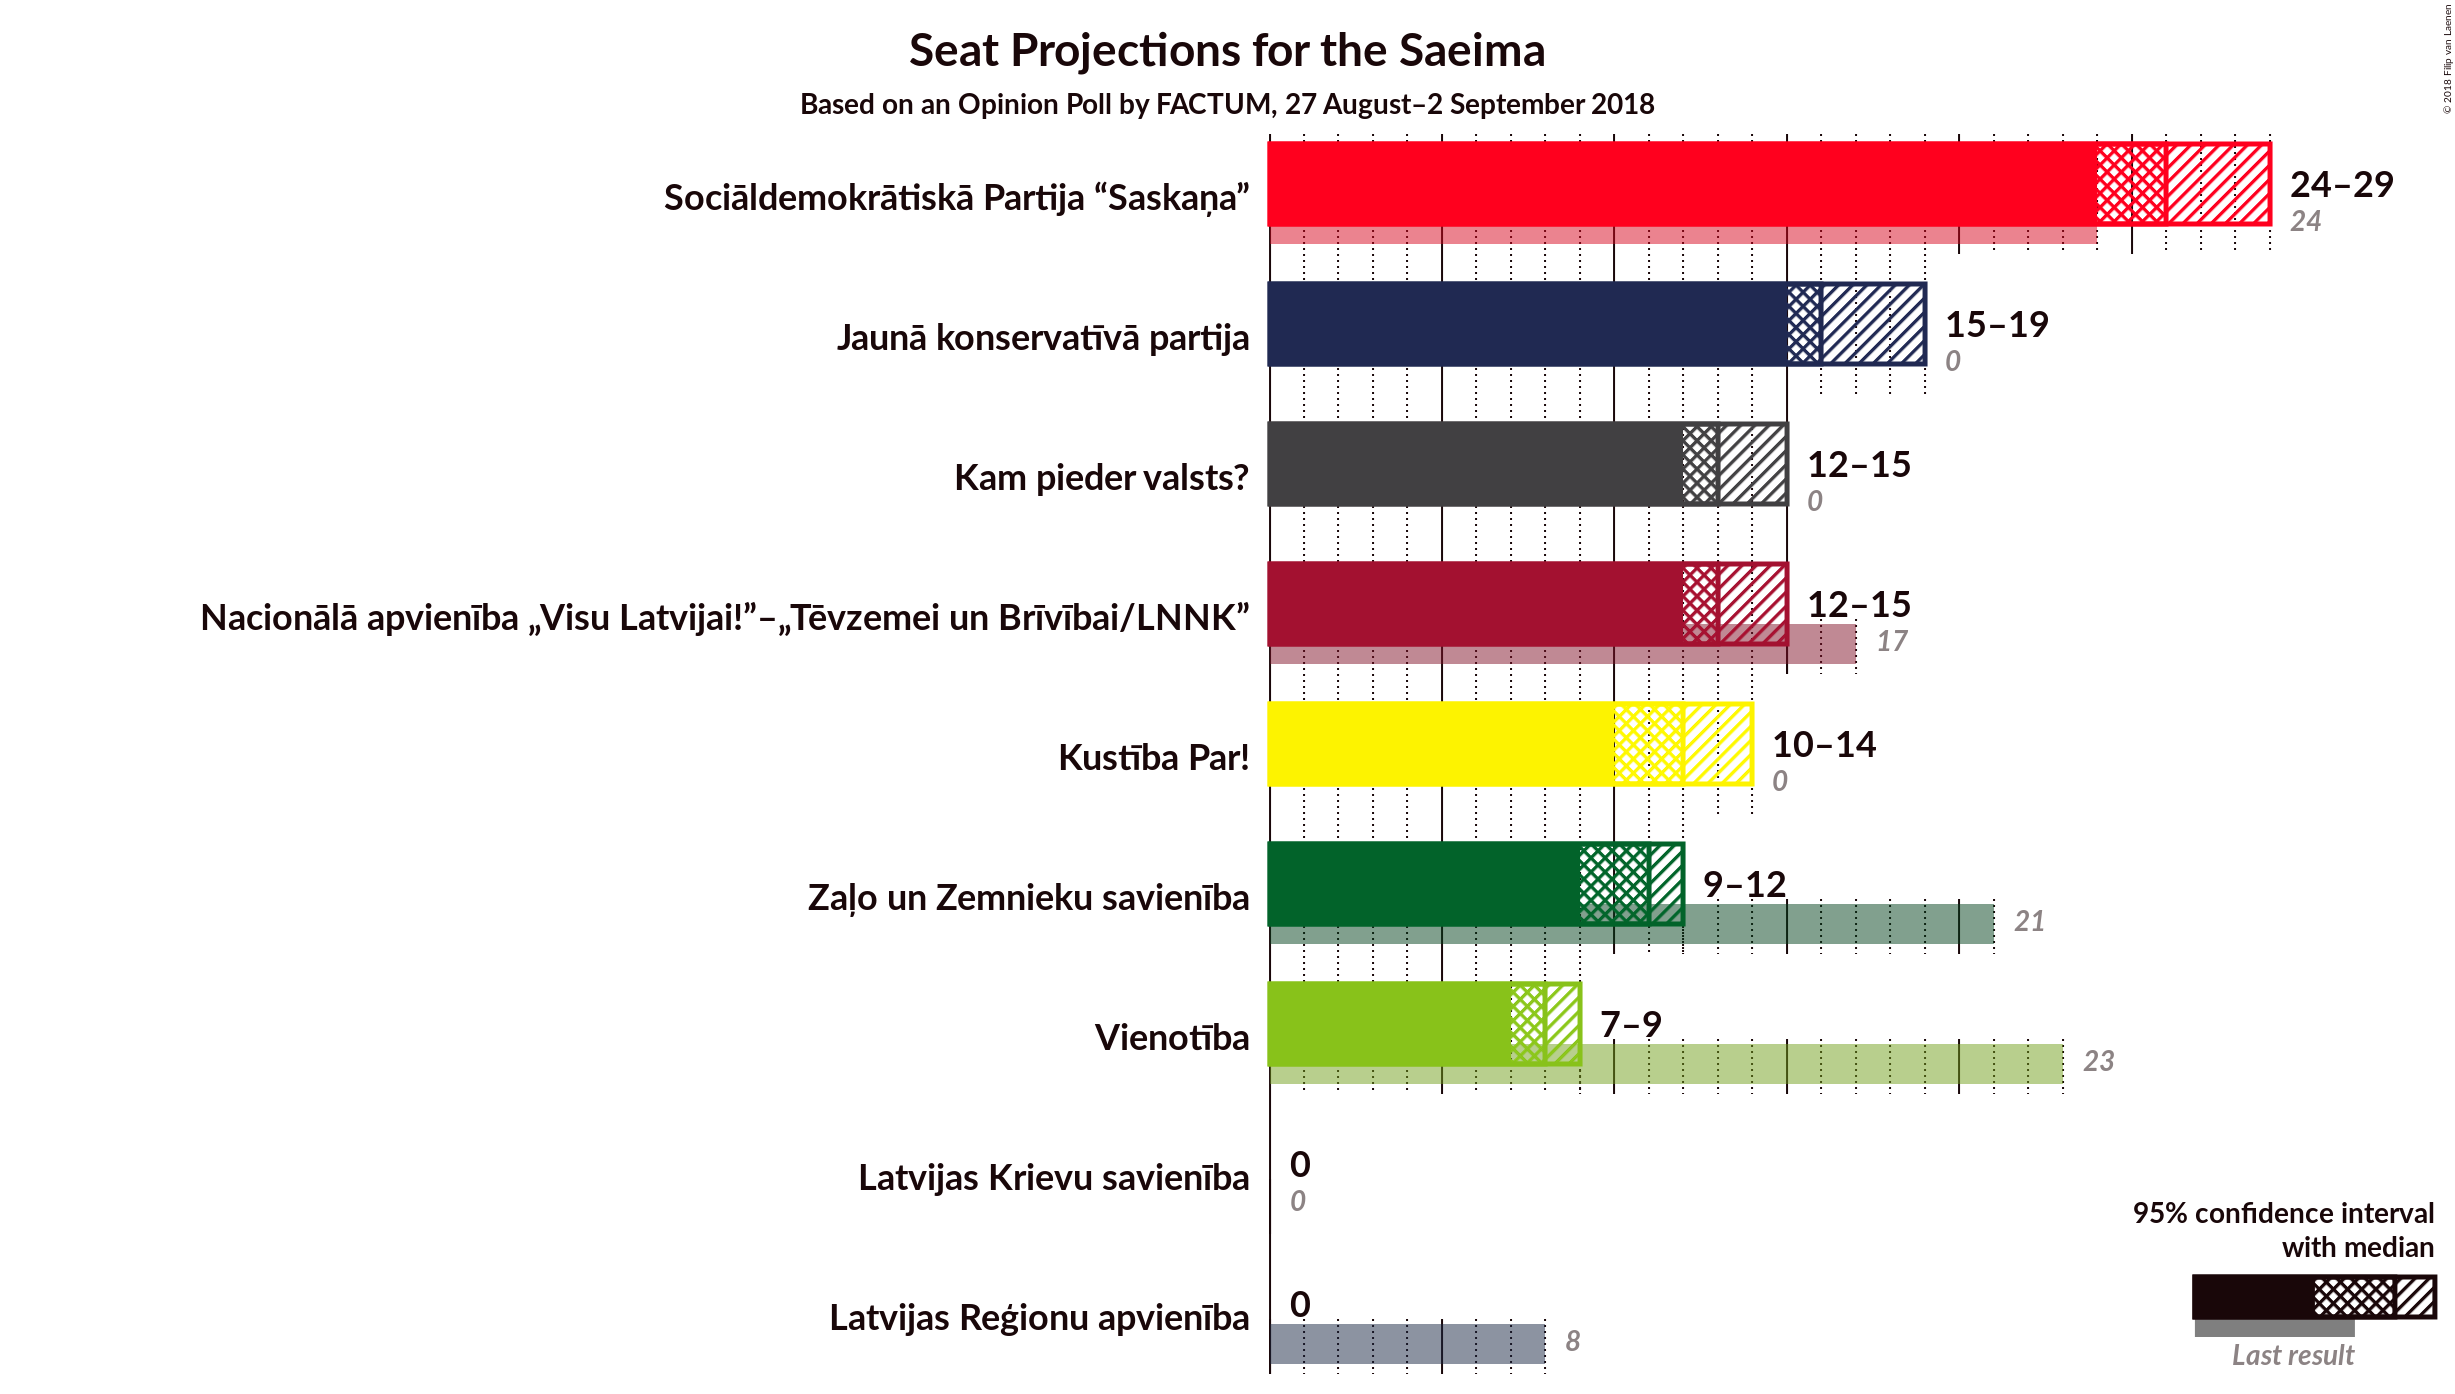 Seat Projections for the Saeima
Based on an Opinion Poll by FACTUM, 27 August–2 September 2018
© 2018 Filip van Laenen
Sociāldemokrātiskā Partija “Saskaņa”
24–29
24
Jaunā konservatīvā partija
15–19
0
Kam pieder valsts?
12–15
0
Nacionālā apvienība „Visu Latvijai!”–„Tēvzemei un Brīvībai/LNNK”
12–15
17
Kustība Par!
10–14
0
Zaļo un Zemnieku savienība
9–12
21
Vienotība
7–9
23
Latvijas Krievu savienība
0
0
Latvijas Reģionu apvienība
0
8
95% confidence interval
with median
Last result